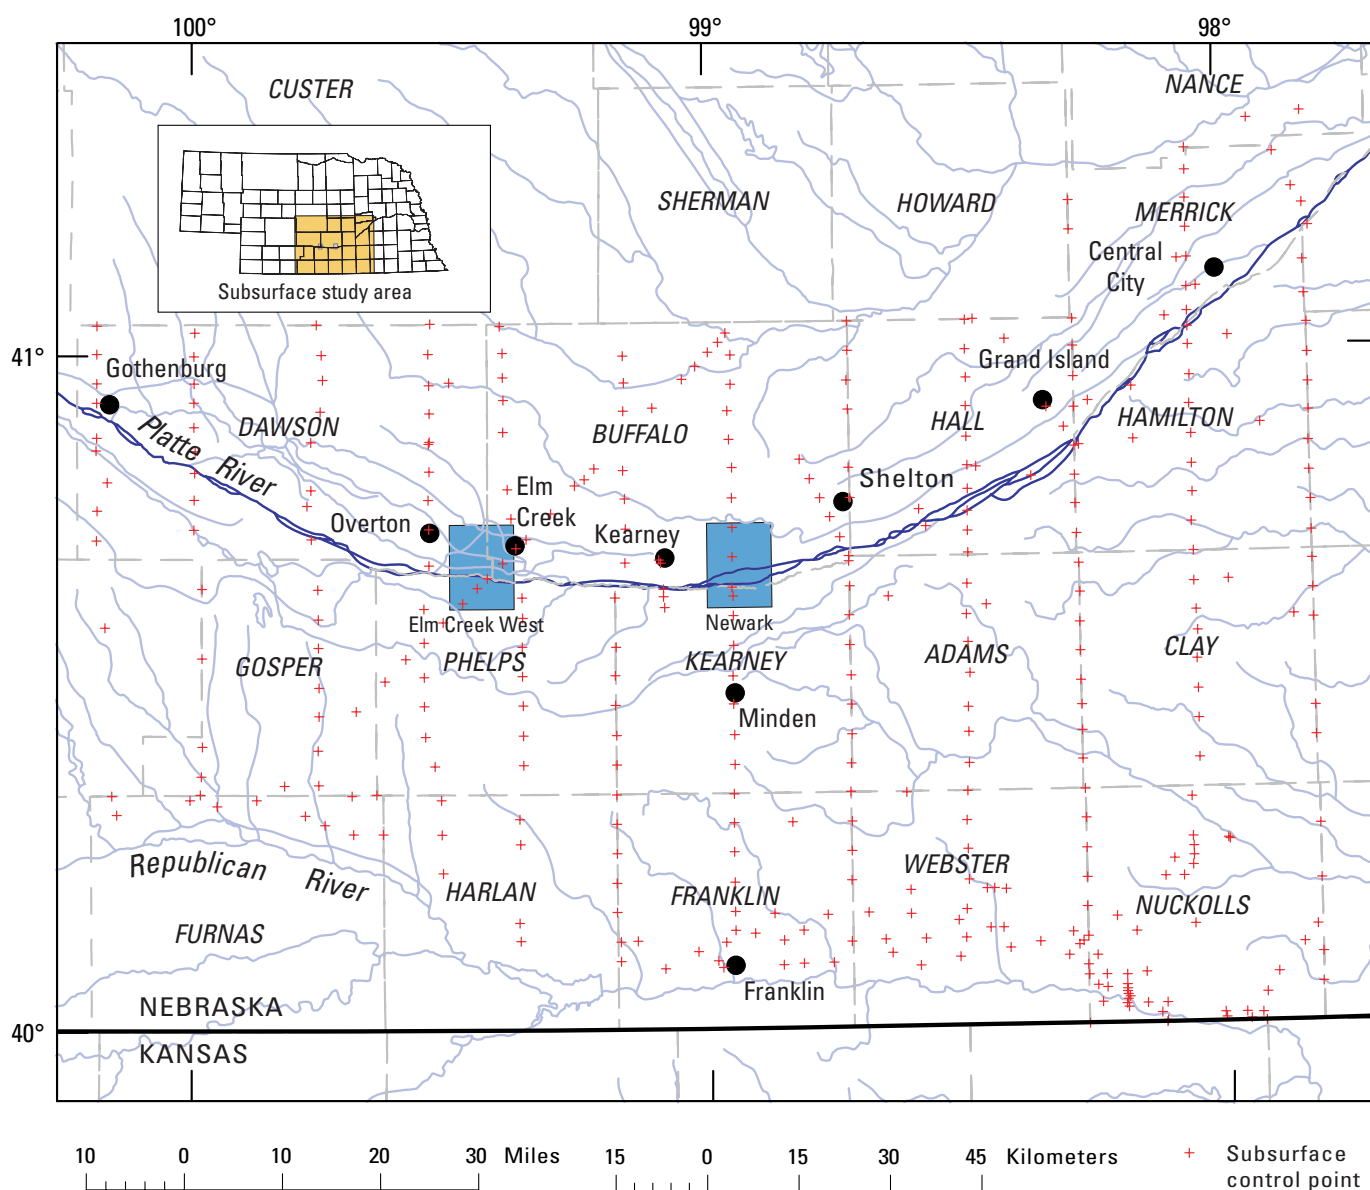 100°
99°
98°
CUSTER
NANCE
SHERMAN
HOWARD
MERRICK
Central
City
Subsurface study area
41°
Gothenburg
Grand Island
DAWSON
BUFFALO
HALL
HAMILTON
Platte River
Elm
Creek
Shelton
Overton
Kearney
Elm Creek West
Newark
GOSPER
PHELPS
KEARNEY
ADAMS
CLAY
Minden
Republican River
HARLAN
FRANKLIN
WEBSTER
NUCKOLLS
FURNAS
Franklin
NEBRASKA
40°
KANSAS
10 0 10 20 30 Miles
15 0 15 30 45 Kilometers
+ Subsurface
control point